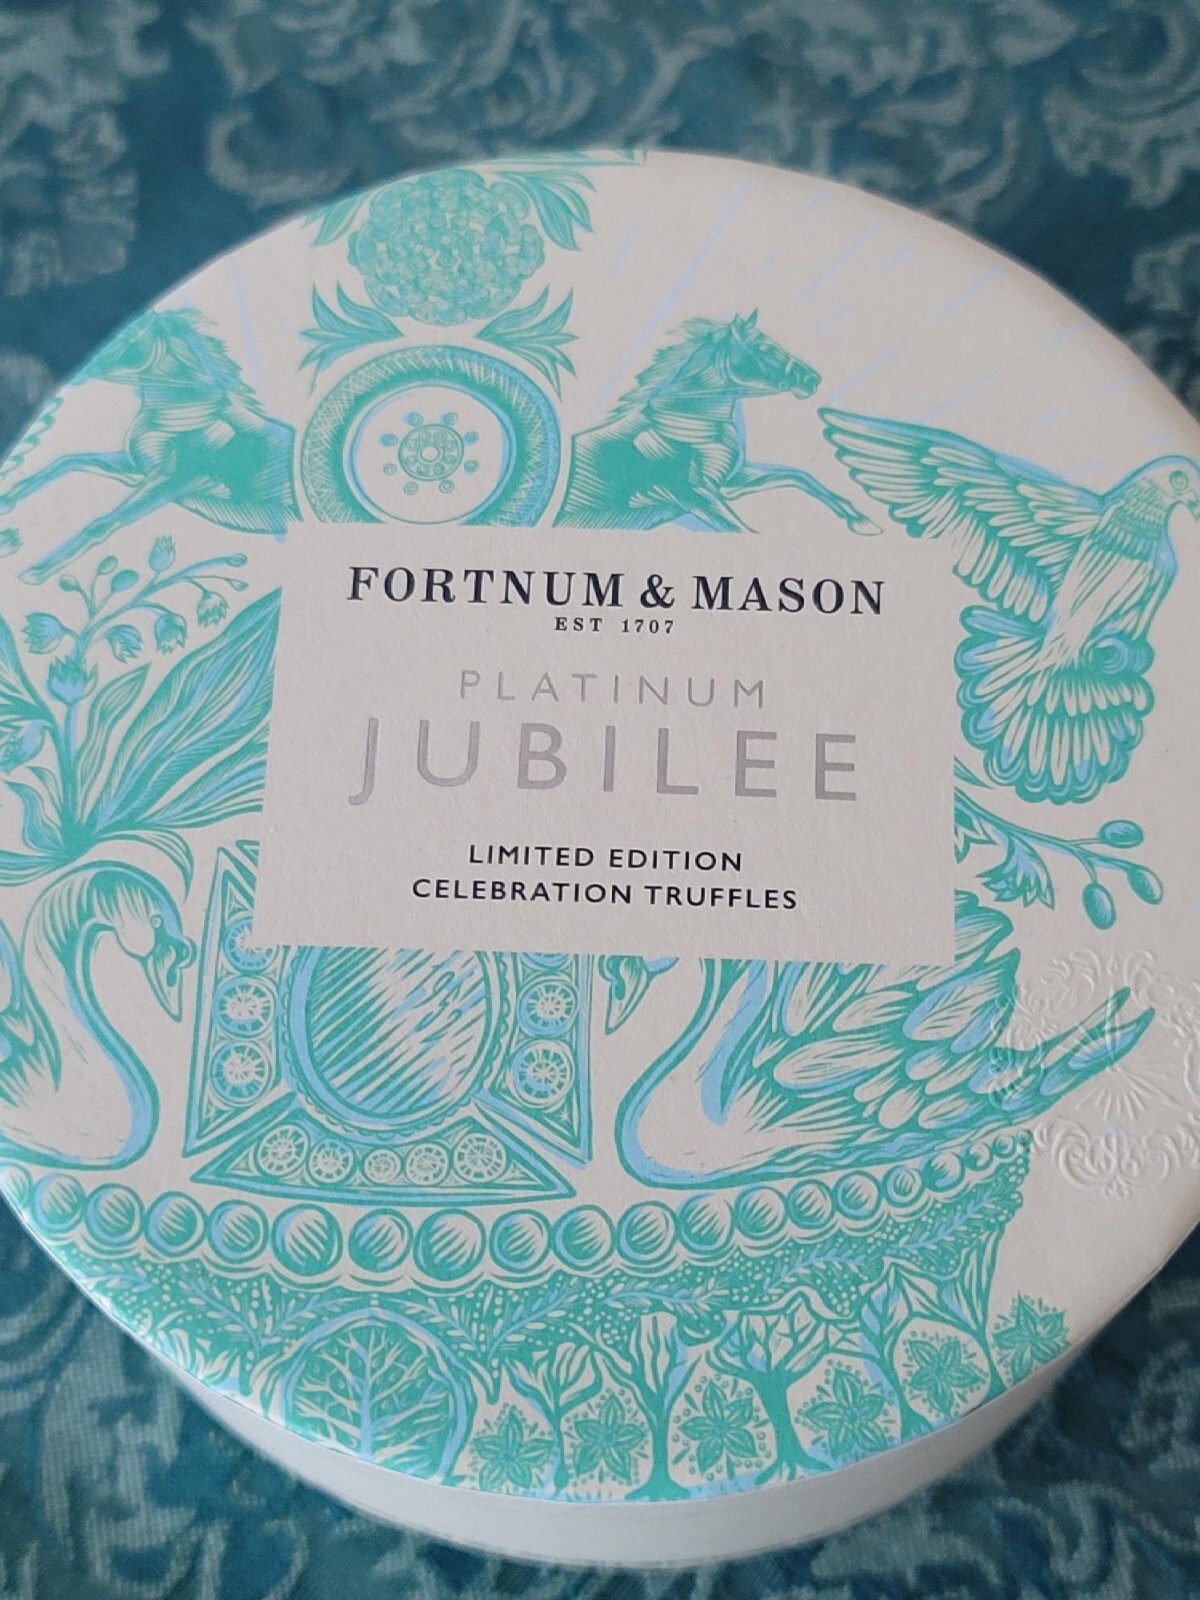 FORTNUM & MASON
EST 1707
PLATINUM
JUBILEE
LIMITED EDITION
CELEBRATION TRUFFLES